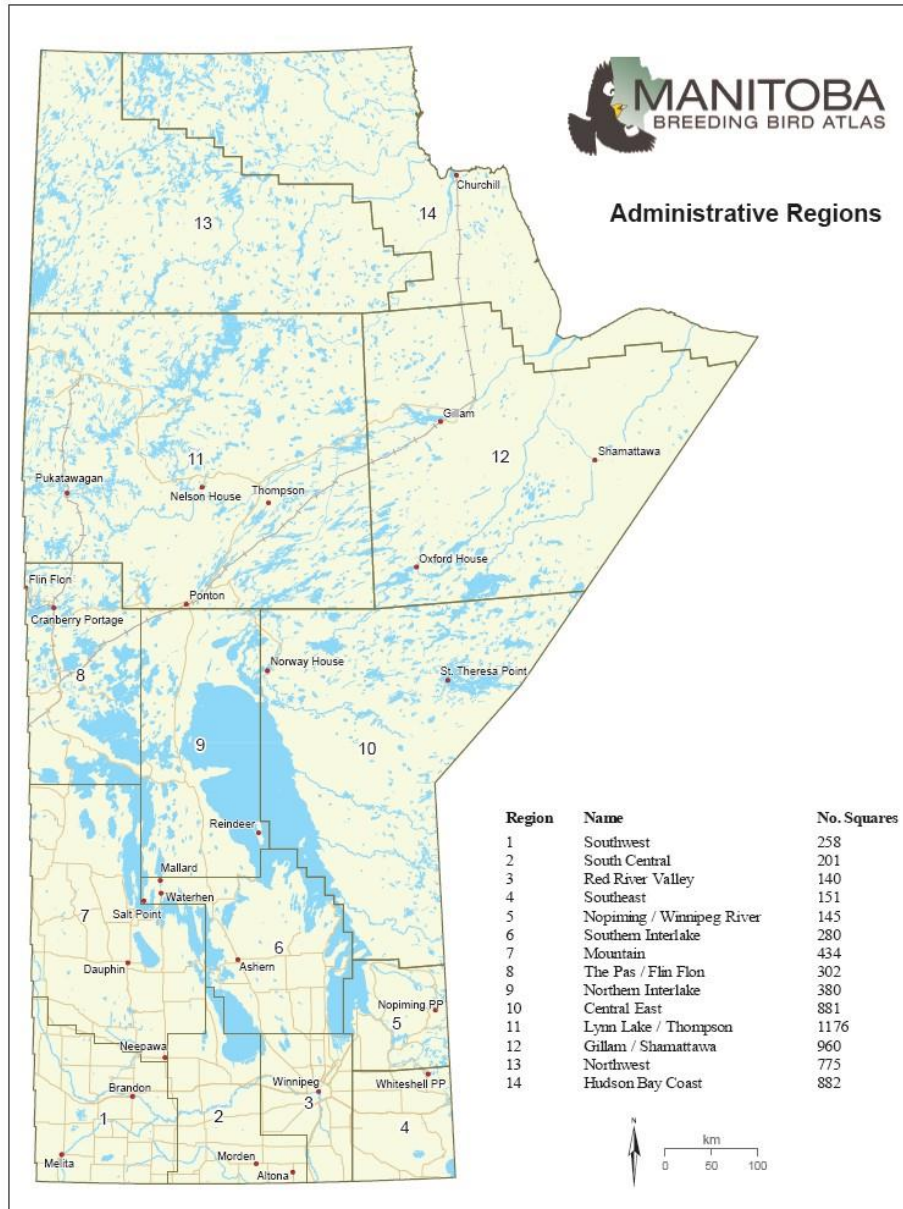 MANITOBA
BREEDING BIRD ATLAS
Administrative Regions
Churchill
14
13
Gillam
Shamattawa
12
11
Pukatawagan
Nelson House
Thompson
Oxford House
Flin Flon
Ponton
Cranberry Portage
Norway House
St. Theresa Point
8
9
10
Reindeer
Mallard
Waterhen
Salt Point
7
6
Dauphin
Ashern
Nopiming PP
5
Neepawa
Winnipeg
Whiteshell PP
Brandon
1
2
3
4
Melita
Morden
Altona
Region Name No. Squares
1 Southwest 258
2 South Central 201
3 Red River Valley 140
4 Southeast 151
5 Nopiming / Winnipeg River 145
6 Southern Interlake 280
7 Mountain 434
8 The Pas / Flin Flon 302
9 Northern Interlake 380
10 Central East 881
11 Lynn Lake / Thompson 1176
12 Gillam / Shamattawa 960
13 Northwest 775
14 Hudson Bay Coast 882
N
km
0 50 100